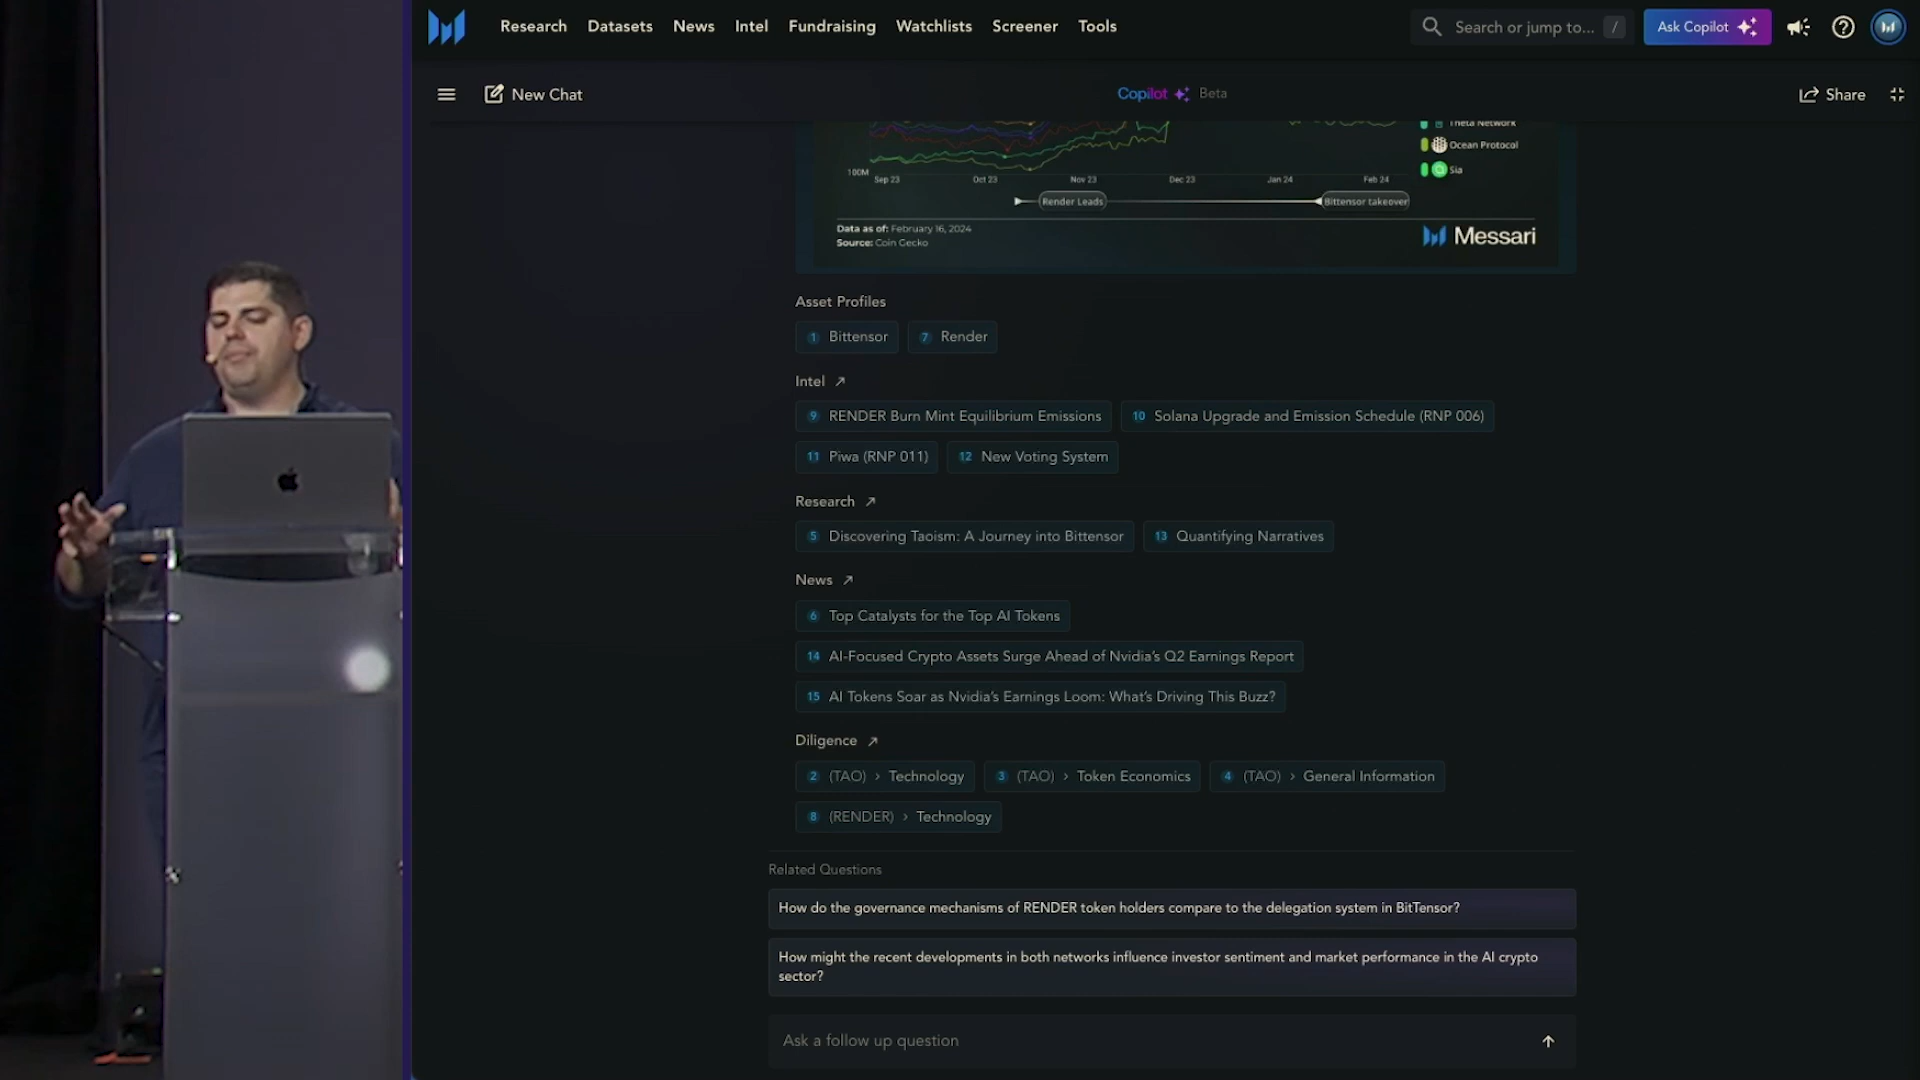 Research Datasets News Intel Fundraising Watchlists Screener Tools
Search or jump to... /
Ask Copilot
New Chat
Copilot Beta
Share
Theta Network
Ocean Protocol
Sia
100M
Sep 23 Oct 23 Nov 23 Dec 23 Jan 24 Feb 24
Render Leads Bittensor takeover
Data as of: February 16, 2024
Source: Coin Gecko
Messari
Asset Profiles
1 Bittensor 7 Render
Intel
9 RENDER Burn Mint Equilibrium Emissions 10 Solana Upgrade and Emission Schedule (RNP 006)
11 Piwa (RNP 011) 12 New Voting System
Research
5 Discovering Taoism: A Journey into Bittensor 13 Quantifying Narratives
News
6 Top Catalysts for the Top AI Tokens
14 AI-Focused Crypto Assets Surge Ahead of Nvidia's Q2 Earnings Report
15 AI Tokens Soar as Nvidia's Earnings Loom: What's Driving This Buzz?
Diligence
2 (TAO) › Technology 3 (TAO) › Token Economics 4 (TAO) › General Information
8 (RENDER) › Technology
Related Questions
How do the governance mechanisms of RENDER token holders compare to the delegation system in BitTensor?
How might the recent developments in both networks influence investor sentiment and market performance in the AI crypto
sector?
Ask a follow up question